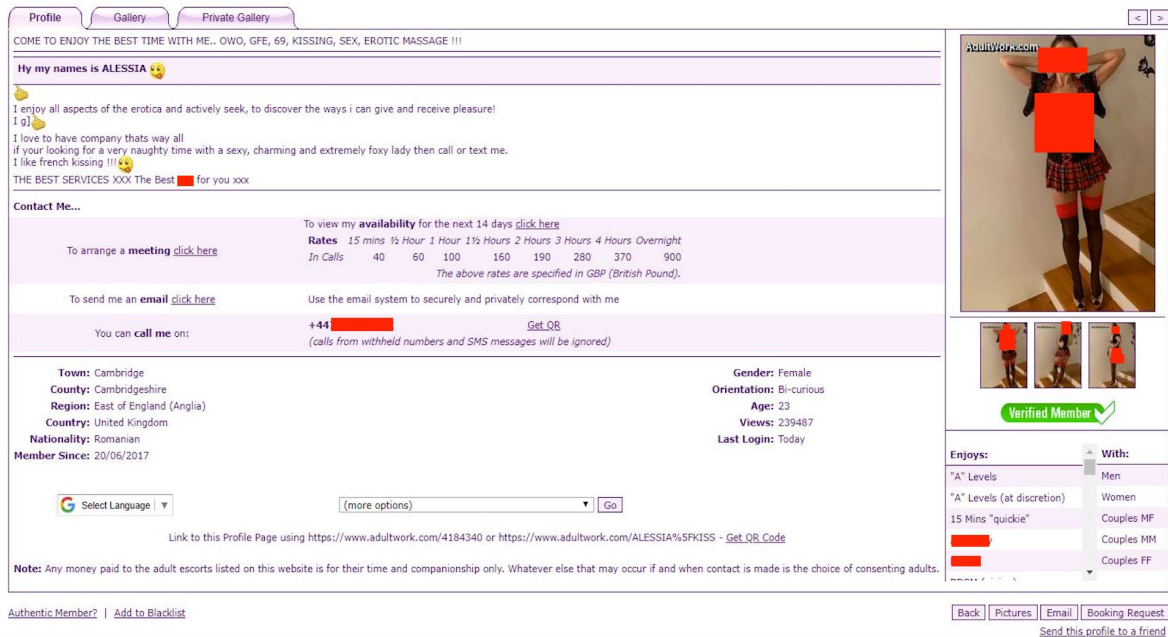 Profile
Gallery
Private Gallery
<
>
COME TO ENJOY THE BEST TIME WITH ME.. OWO, GFE, 69, KISSING, SEX, EROTIC MASSAGE !!!
Hy my names is ALESSIA
I enjoy all aspects of the erotica and actively seek, to discover the ways i can give and receive pleasure!
I g]
I love to have company thats way all
if your looking for a very naughty time with a sexy, charming and extremely foxy lady then call or text me.
I like french kissing !!!
THE BEST SERVICES XXX The Best for you xxx
Contact Me...
To arrange a meeting click here
To view my availability for the next 14 days click here
Rates 15 mins ½ Hour 1 Hour 1½ Hours 2 Hours 3 Hours 4 Hours Overnight
In Calls 40 60 100 160 190 280 370 900
The above rates are specified in GBP (British Pound).
To send me an email click here
Use the email system to securely and privately correspond with me
You can call me on:
+44
Get QR
(calls from withheld numbers and SMS messages will be ignored)
Town: Cambridge
County: Cambridgeshire
Region: East of England (Anglia)
Country: United Kingdom
Nationality: Romanian
Member Since: 20/06/2017
Gender: Female
Orientation: Bi-curious
Age: 23
Views: 239487
Last Login: Today
Select Language
(more options)
Go
Link to this Profile Page using https://www.adultwork.com/4184340 or https://www.adultwork.com/ALESSIA%5FKISS - Get QR Code
Note: Any money paid to the adult escorts listed on this website is for their time and companionship only. Whatever else that may occur if and when contact is made is the choice of consenting adults.
AdultWork.com
Verified Member
Enjoys:
"A" Levels
"A" Levels (at discretion)
15 Mins "quickie"
With:
Men
Women
Couples MF
Couples MM
Couples FF
Authentic Member? | Add to Blacklist
Back
Pictures
Email
Booking Request
Send this profile to a friend